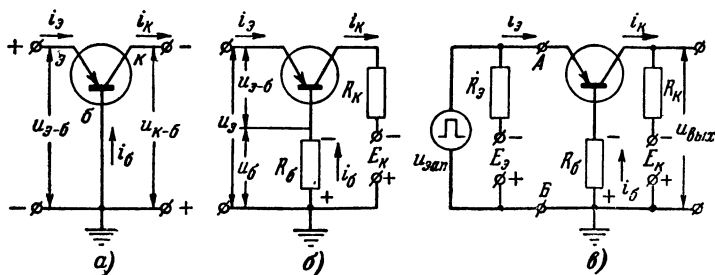 iэ iк
+ -
э к
б
uэ-б uк-б
iб
- +
а)
iэ iк
uэ-б
uэ
uб
Rб
- +
iб
Rк
-
Eк
+
б)
iэ iк
А
Rэ Rк
uзап
-
Eэ
+
Б
Rб
- +
iб
-
Eк
+
uвых
в)